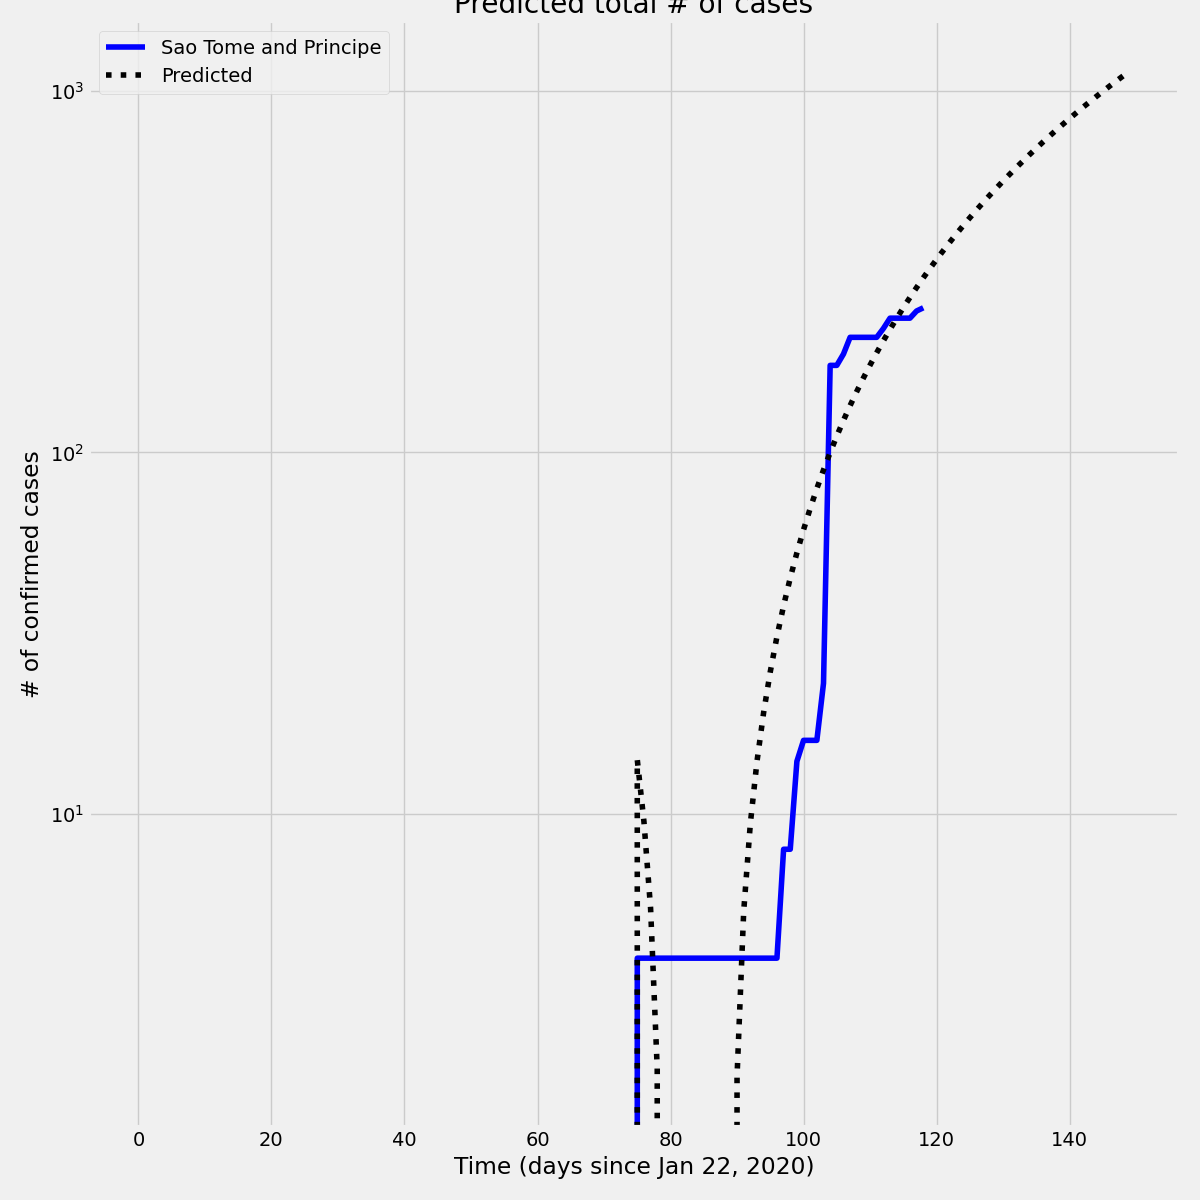 Predicted total # of cases
Sao Tome and Principe
Predicted
10³
10²
10¹
# of confirmed cases
0 20 40 60 80 100 120 140
Time (days since Jan 22, 2020)